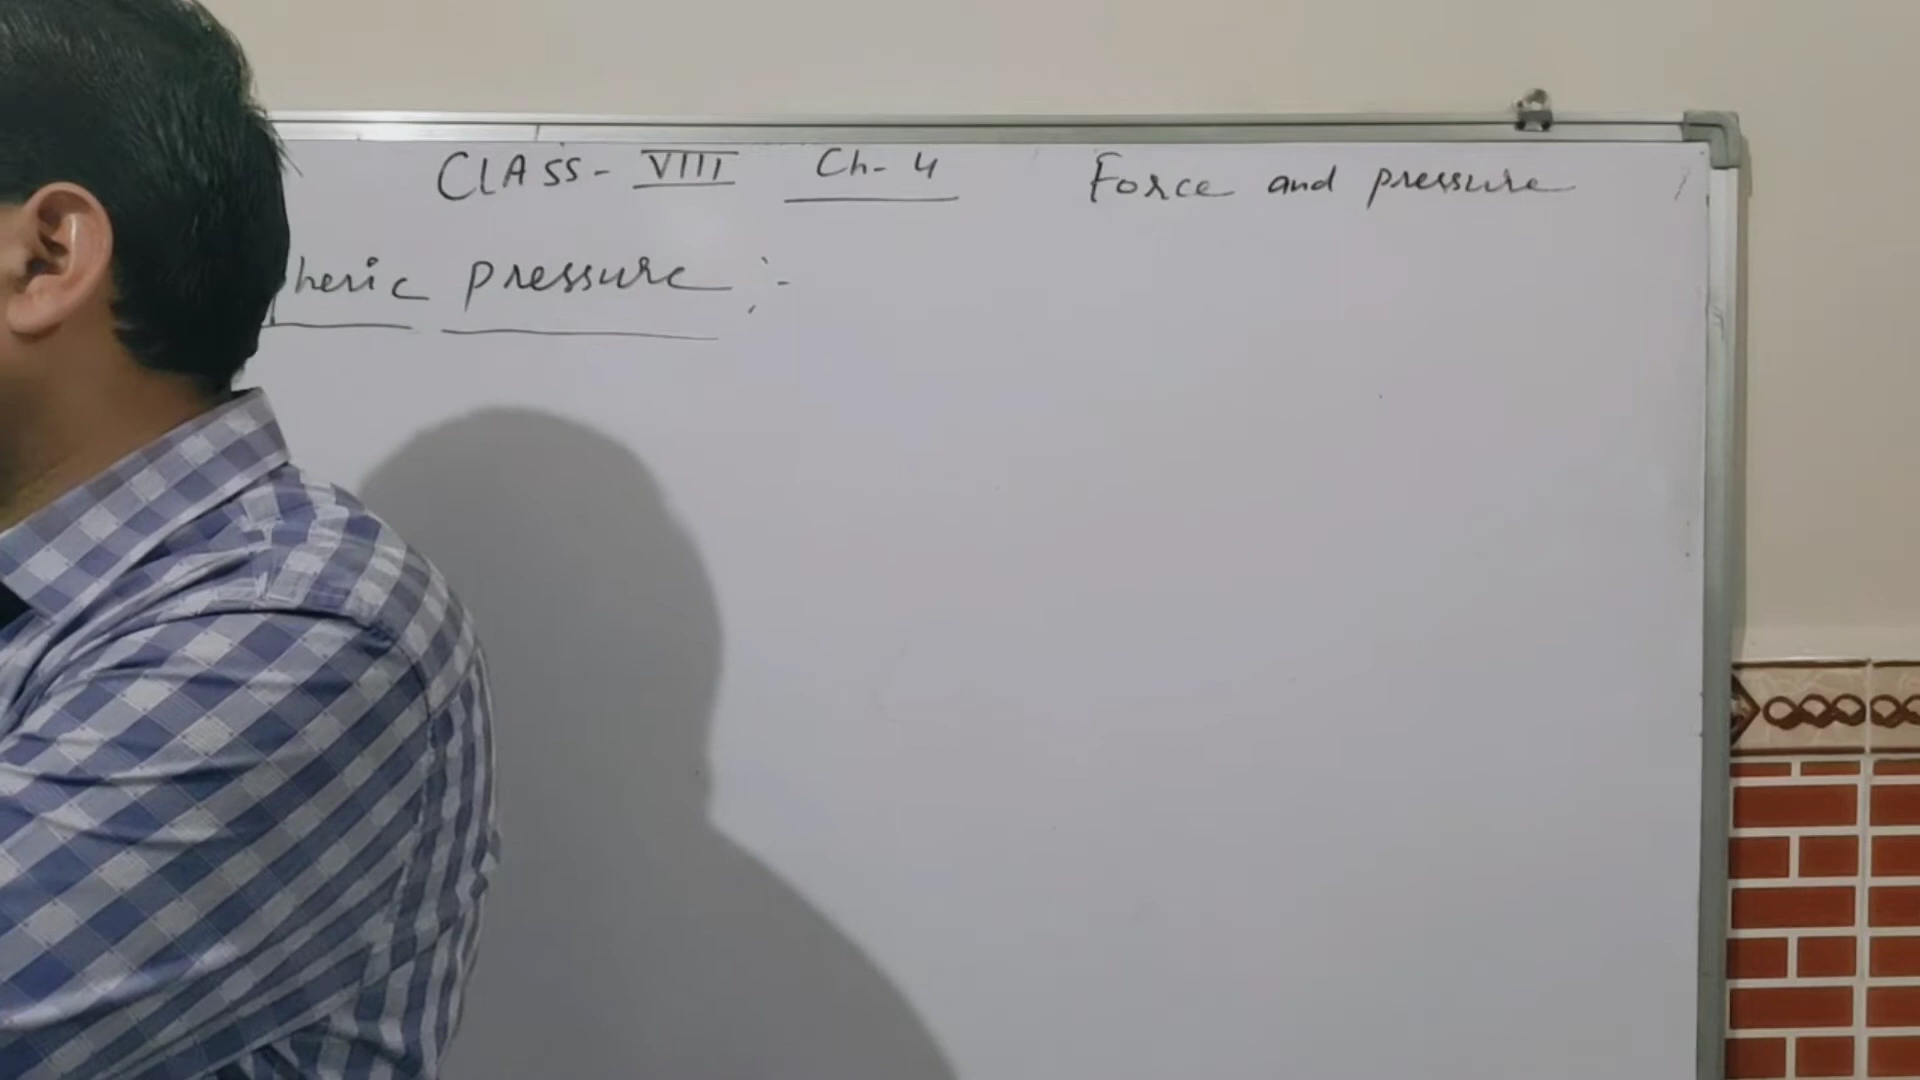 CLASS- VIII Ch- 4 Force and pressure
heric pressure :-